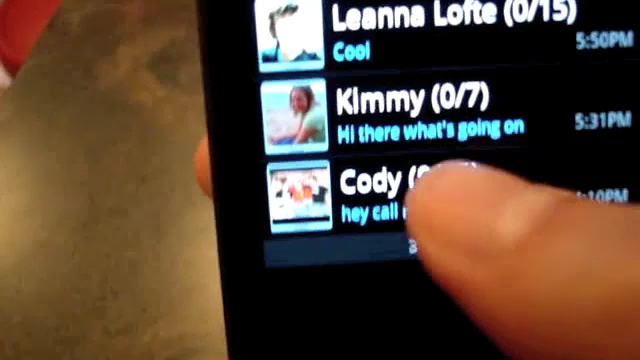 Leanna Lofte (0/15)
Cool
5:50PM
Kimmy (0/7)
Hi there what's going on
5:31PM
Cody
hey call